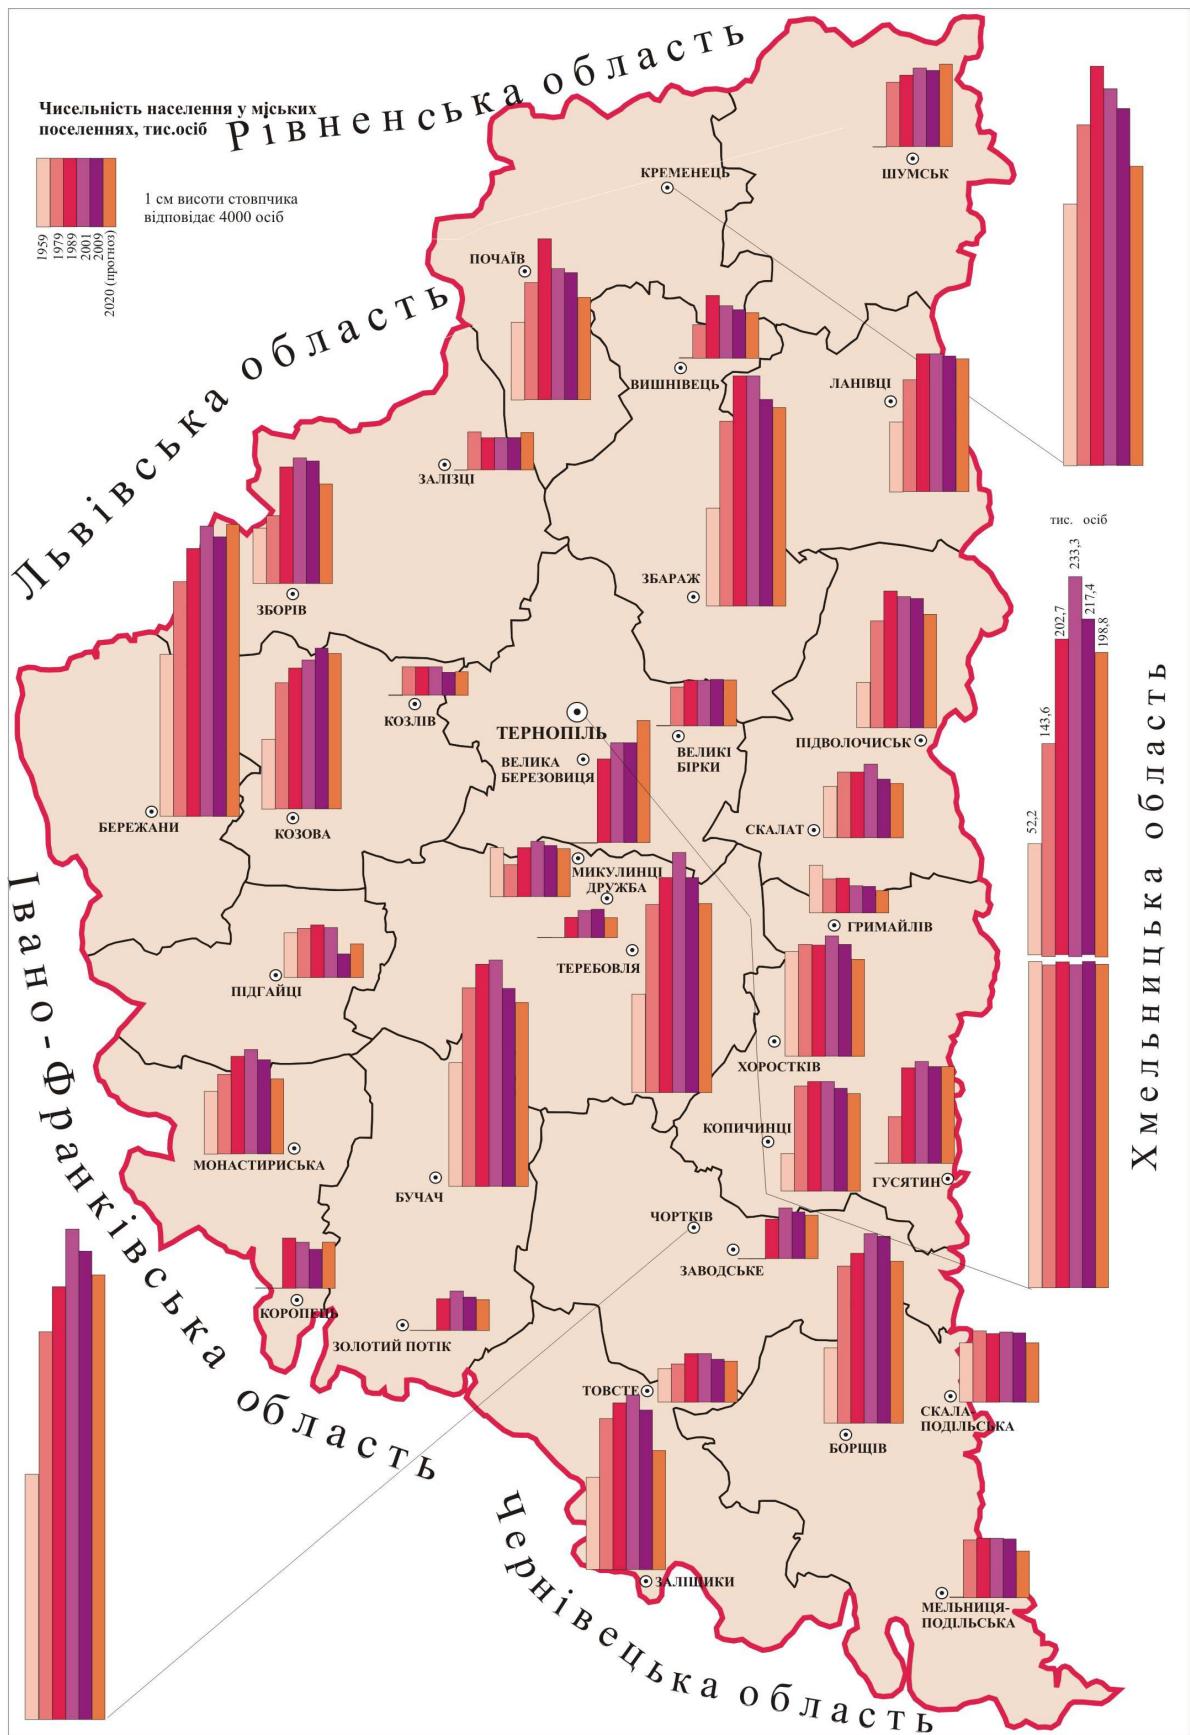 Рівненська область
Чисельність населення у міських
поселеннях, тис.осіб
1 см висоти стовпчика
відповідає 4000 осіб
1959
1979
1989
2001
2009
2020 (прогноз)
ШУМСЬК
КРЕМЕНЕЦЬ
ПОЧАЇВ
Львівська область
ВИШНІВЕЦЬ
ЛАНІВЦІ
ЗАЛІЗЦІ
тис. осіб
233,3
217,4
202,7
198,8
143,6
52,2
ЗБАРАЖ
ЗБОРІВ
КОЗЛІВ
ТЕРНОПІЛЬ
ВЕЛИКІ
БІРКИ
ПІДВОЛОЧИСЬК
ВЕЛИКА
БЕРЕЗОВИЦЯ
БЕРЕЖАНИ
КОЗОВА
СКАЛАТ
Хмельницька область
МИКУЛИНЦІ
ДРУЖБА
ГРИМАЙЛІВ
ТЕРЕБОВЛЯ
ПІДГАЙЦІ
Івано-Франківська область
ХОРОСТКІВ
КОПИЧИНЦІ
МОНАСТИРИСЬКА
ГУСЯТИН
БУЧАЧ
ЧОРТКІВ
ЗАВОДСЬКЕ
КОРОПЕЦЬ
ЗОЛОТИЙ ПОТІК
ТОВСТЕ
СКАЛА-
ПОДІЛЬСЬКА
БОРЩІВ
ЗАЛІЩИКИ
МЕЛЬНИЦЯ-
ПОДІЛЬСЬКА
Чернівецька область